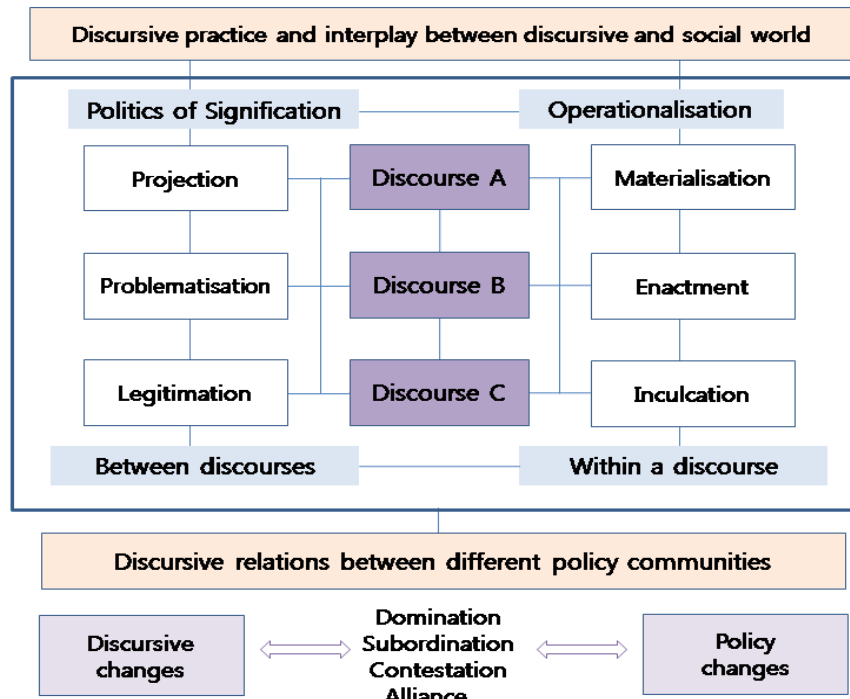 Discursive practice and interplay between discursive and social world
Politics of Signification
Operationalisation
Projection
Discourse A
Materialisation
Problematisation
Discourse B
Enactment
Legitimation
Discourse C
Inculcation
Between discourses
Within a discourse
Discursive relations between different policy communities
Discursive
changes
Domination
Subordination
Contestation
Alliance
Policy
changes